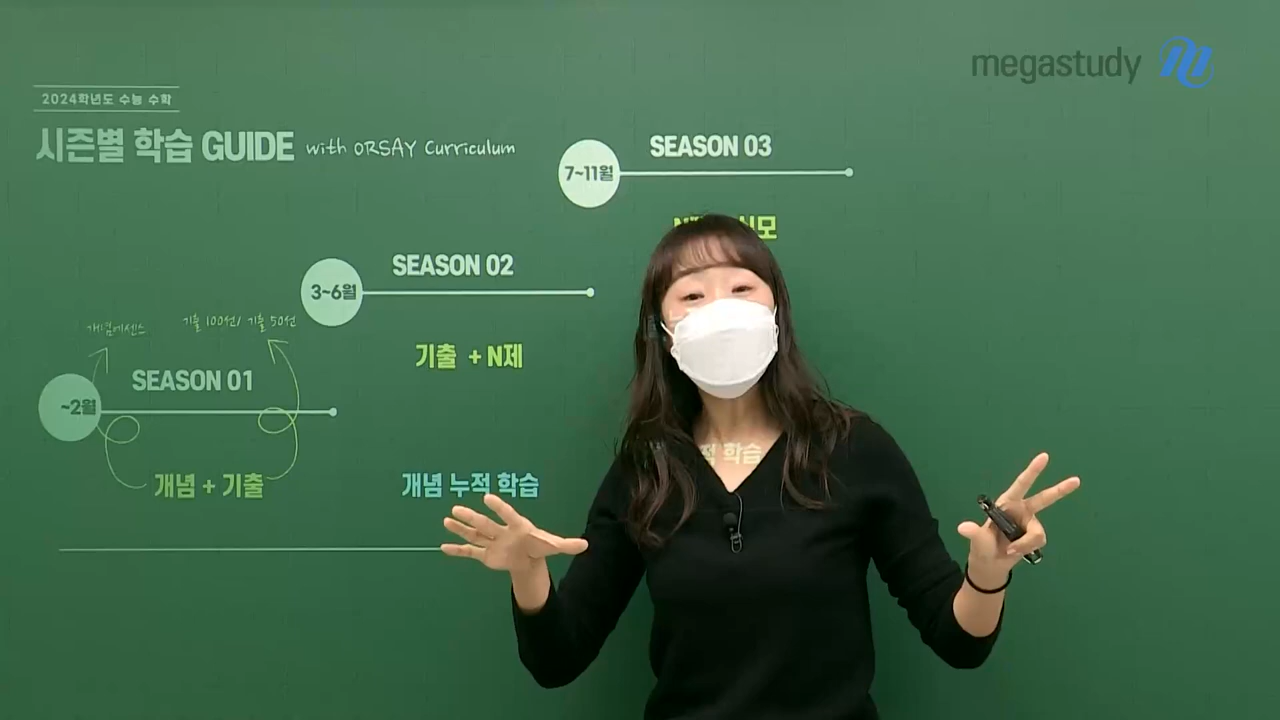 megastudy
2024학년도 수능 수학
시즌별 학습 GUIDE with ORSAY Curriculum
7~11월
SEASON 03
3~6월
SEASON 02
기출 + N제
개념에센스
기출 100선/ 기출 50선
~2월
SEASON 01
개념 + 기출
개념 누적 학습
학습